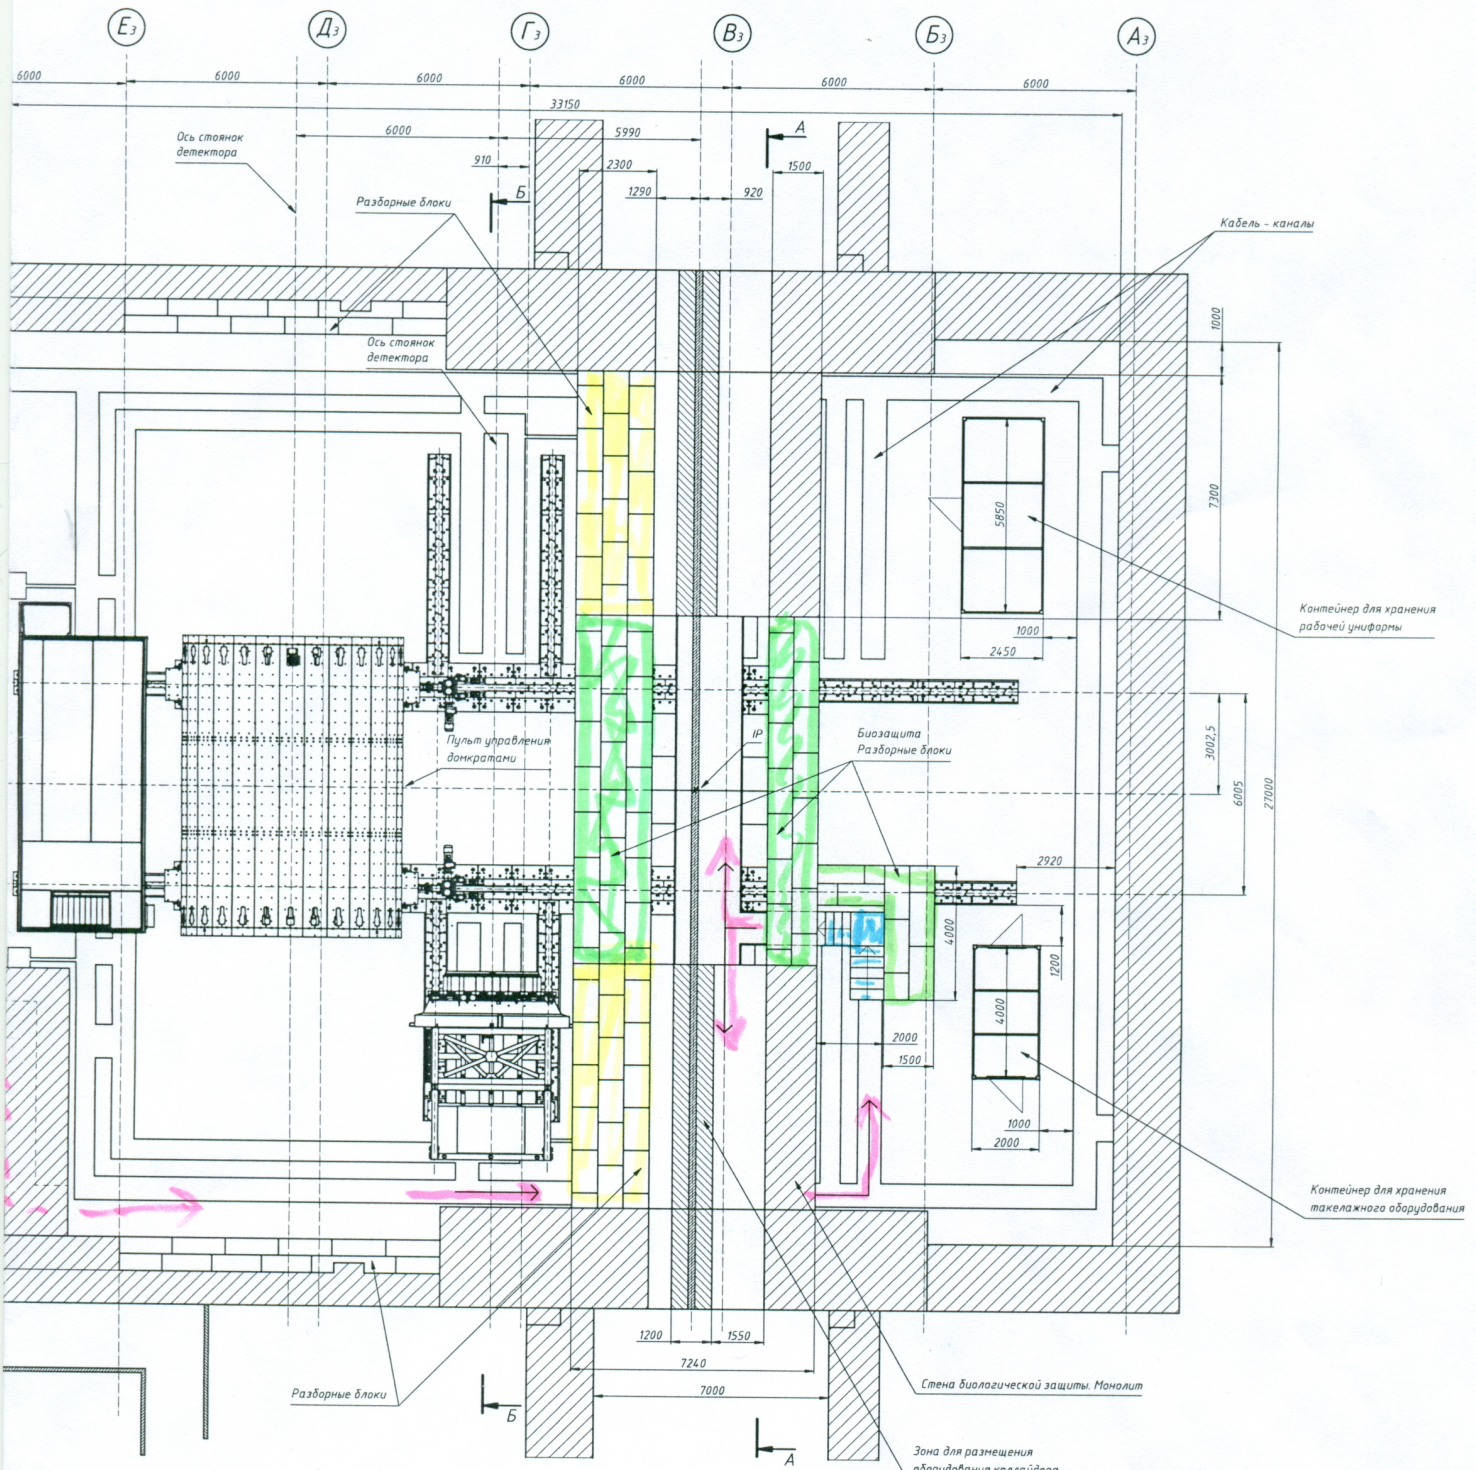 Е3 Д3 Г3 В3 Б3 А3
6000 6000 6000 6000 6000 6000
33150
6000 5990
А
Ось стоянок
детектора
910
2300
1500
Б
1290
920
Разборные блоки
Кабель - каналы
1000
Ось стоянок
детектора
7300
5850
Контейнер для хранения
рабочей униформы
1000
2450
Пульт управления
домкратами
IP
Биозащита
Разборные блоки
3002,5
6005
27000
2920
4000
1200
4000
2000
1500
1000
2000
Контейнер для хранения
такелажного оборудования
1200
1550
7240
7000
Разборные блоки
Стена биологической защиты. Монолит
Б
А
Зона для размещения
оборудования коллайдера